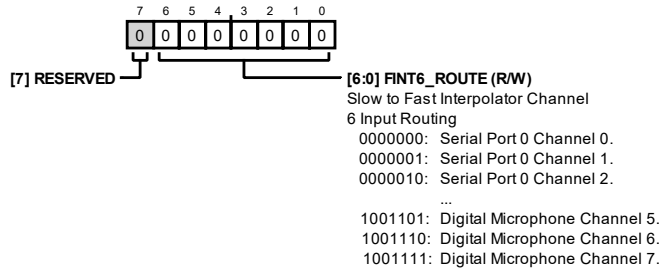 7 6 5 4 3 2 1 0
0 0 0 0 0 0 0 0
[7] RESERVED
[6:0] FINT6_ROUTE (R/W)
Slow to Fast Interpolator Channel
6 Input Routing
0000000: Serial Port 0 Channel 0.
0000001: Serial Port 0 Channel 1.
0000010: Serial Port 0 Channel 2.
...
1001101: Digital Microphone Channel 5.
1001110: Digital Microphone Channel 6.
1001111: Digital Microphone Channel 7.